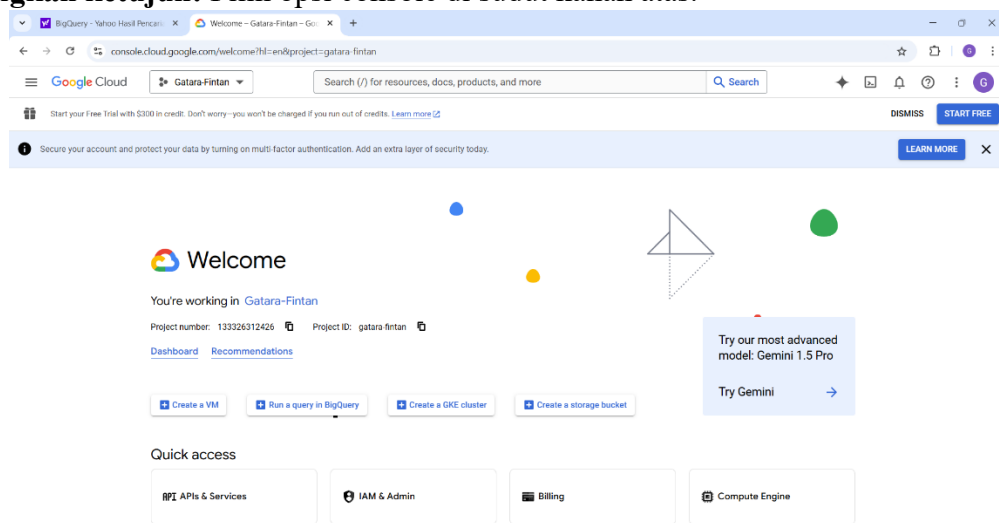 BigQuery - Yahoo Hasil Pencari
Welcome – Gatara-Fintan – Go
console.cloud.google.com/welcome?hl=en&project=gatara-fintan
G
Google Cloud
Gatara-Fintan
Search (/) for resources, docs, products, and more
Search
G
Start your Free Trial with $300 in credit. Don't worry—you won't be charged if you run out of credits. Learn more
DISMISS
START FREE
Secure your account and protect your data by turning on multi-factor authentication. Add an extra layer of security today.
LEARN MORE
Welcome
You're working in Gatara-Fintan
Project number: 133326312426 Project ID: gatara-fintan
Dashboard Recommendations
Try our most advanced
model: Gemini 1.5 Pro
Try Gemini
Create a VM
Run a query in BigQuery
Create a GKE cluster
Create a storage bucket
Quick access
API APIs & Services
IAM & Admin
Billing
Compute Engine